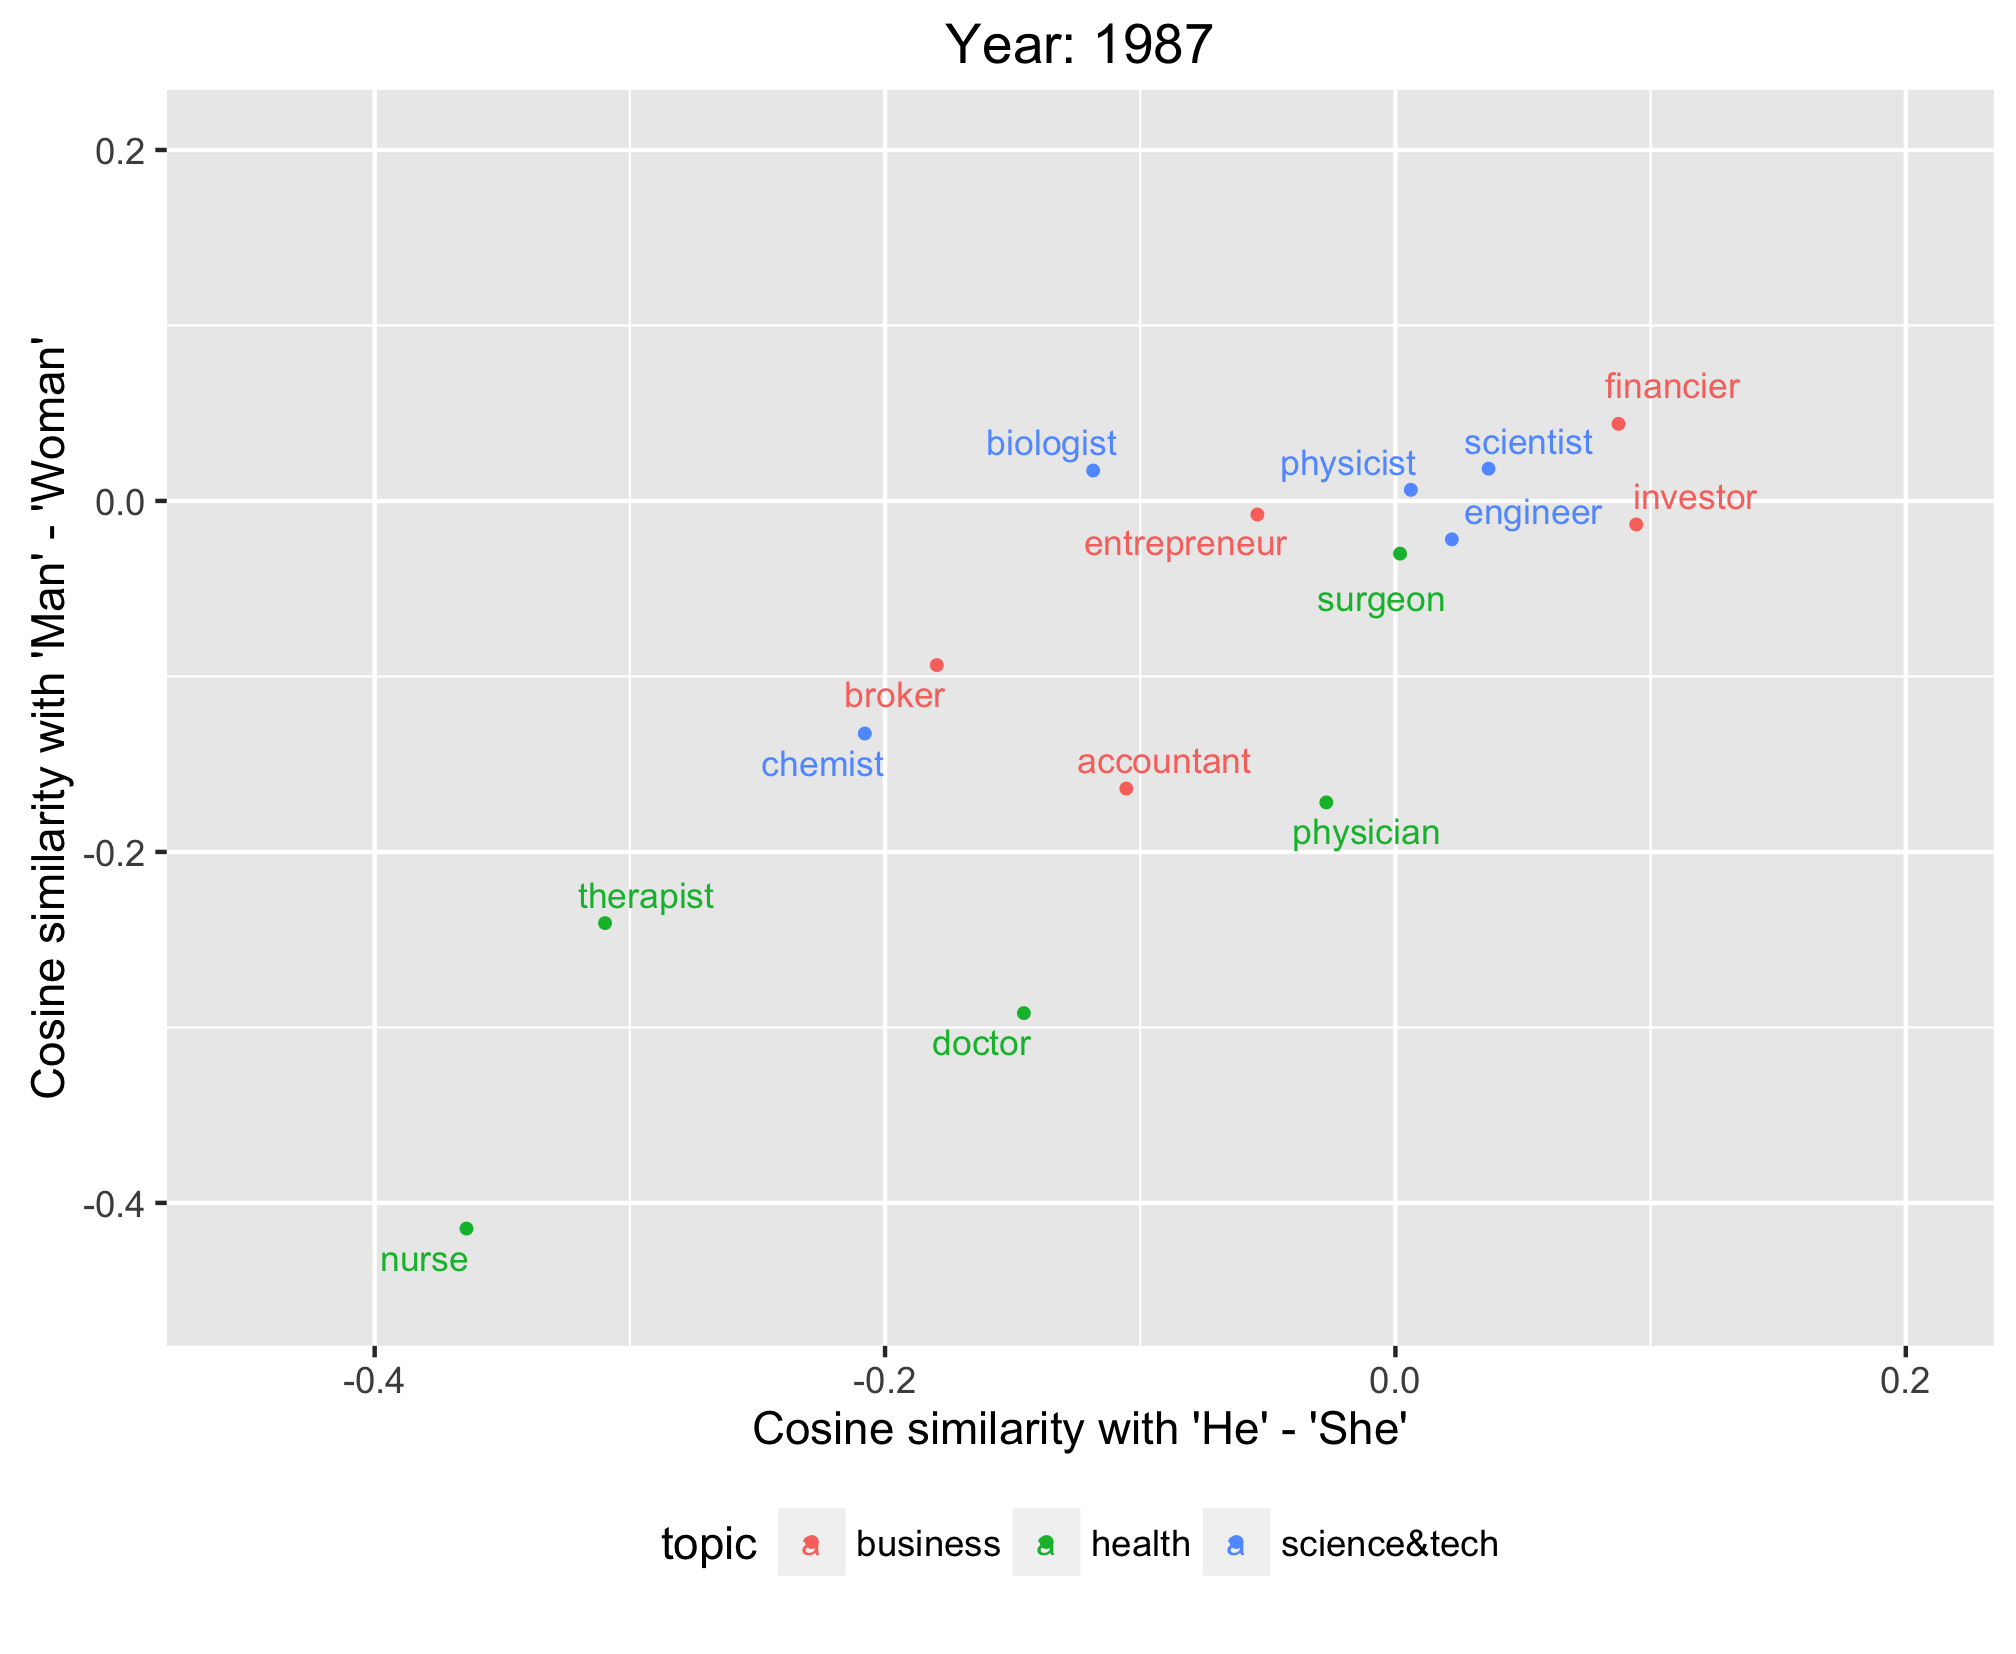 Year: 1987
0.2
0.0
-0.2
-0.4
Cosine similarity with 'Man' - 'Woman'
financier
biologist
physicist
scientist
investor
engineer
entrepreneur
surgeon
broker
chemist
accountant
physician
therapist
doctor
nurse
-0.4
-0.2
0.0
0.2
Cosine similarity with 'He' - 'She'
topic a business a health a science&tech